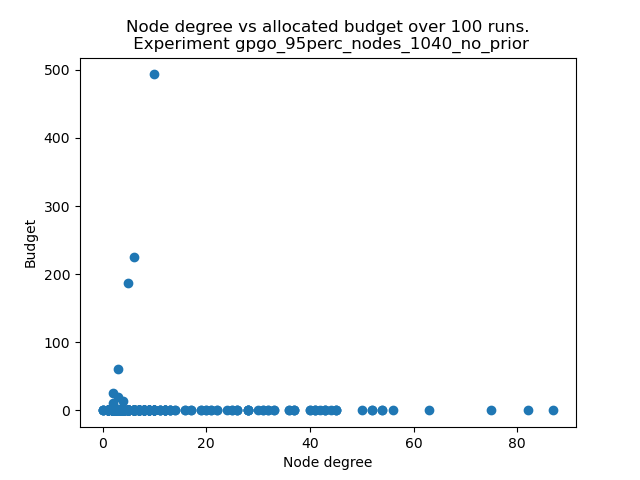 Node degree vs allocated budget over 100 runs.
Experiment gpgo_95perc_nodes_1040_no_prior
500
400
300
200
100
0
Budget
0 20 40 60 80
Node degree